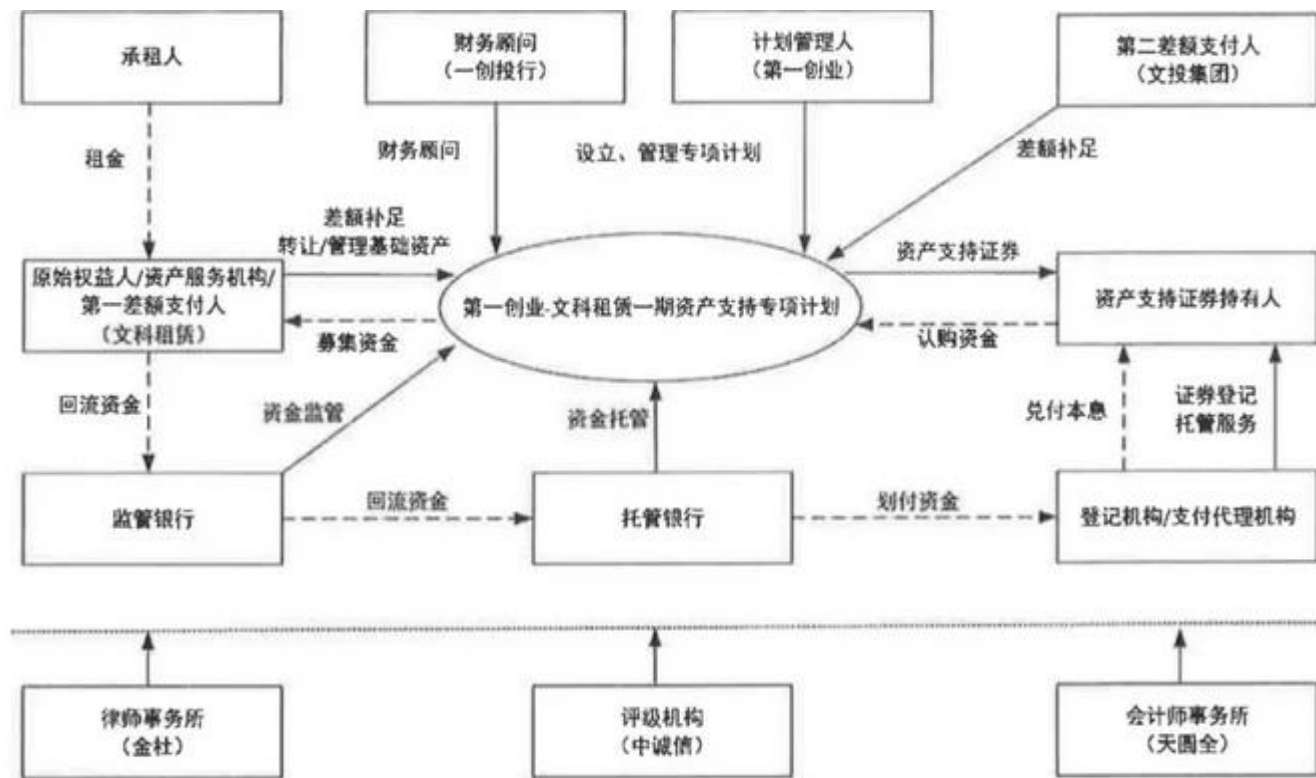 承租人
财务顾问
（一创投行）
计划管理人
（第一创业）
第二差额支付人
（文投集团）
租金
财务顾问
设立、管理专项计划
差额补足
差额补足
转让/管理基础资产
资产支持证券
原始权益人/资产服务机构/
第一差额支付人
（文科租赁）
第一创业-文科租赁一期资产支持专项计划
资产支持证券持有人
募集资金
认购资金
回流资金
资金监管
资金托管
兑付本息
证券登记
托管服务
监管银行
回流资金
托管银行
划付资金
登记机构/支付代理机构
律师事务所
（金杜）
评级机构
（中诚信）
会计师事务所
（天圆全）